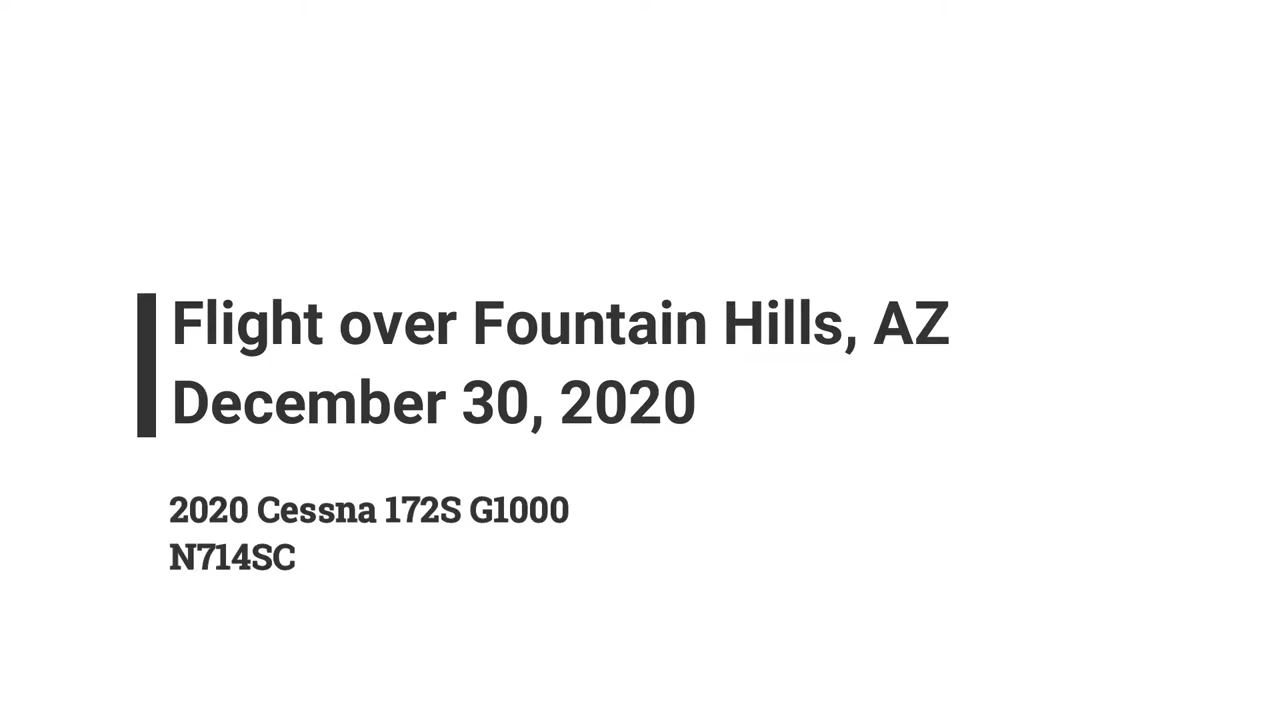 Flight over Fountain Hills, AZ
December 30, 2020
2020 Cessna 172S G1000
N714SC